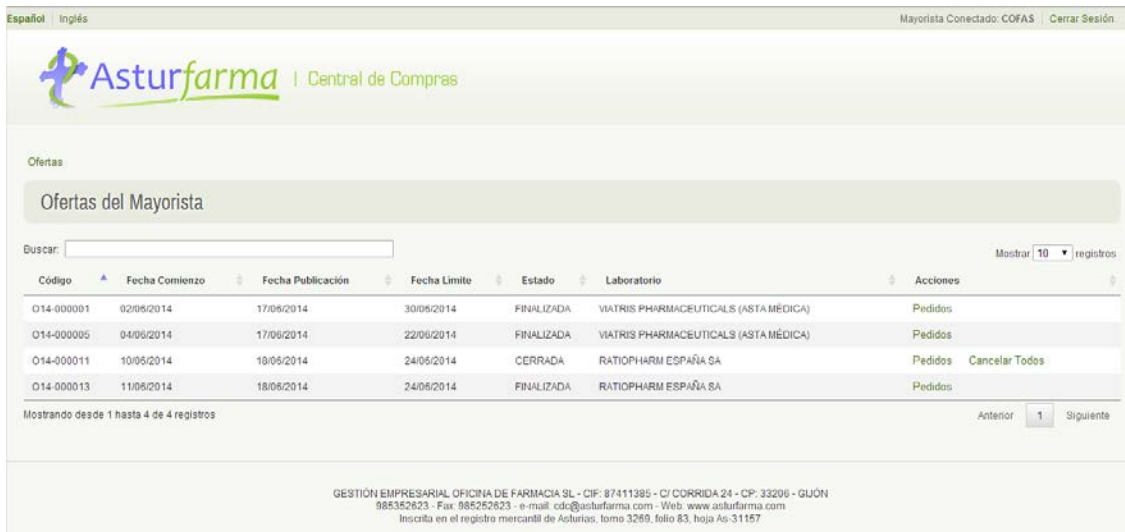 Español Inglés Mayorista Conectado: COFAS Cerrar Sesión
Asturfarma | Central de Compras
Ofertas
Ofertas del Mayorista
Buscar: Mostrar 10 registros
Código Fecha Comienzo Fecha Publicación Fecha Limite Estado Laboratorio Acciones
O14-000001 02/06/2014 17/06/2014 30/06/2014 FINALIZADA VIATRIS PHARMACEUTICALS (ASTA MÉDICA) Pedidos
O14-000005 04/06/2014 17/06/2014 22/06/2014 FINALIZADA VIATRIS PHARMACEUTICALS (ASTA MÉDICA) Pedidos
O14-000011 10/06/2014 18/06/2014 24/06/2014 CERRADA RATIOPHARM ESPAÑA SA Pedidos Cancelar Todos
O14-000013 11/06/2014 18/06/2014 24/06/2014 FINALIZADA RATIOPHARM ESPAÑA SA Pedidos
Mostrando desde 1 hasta 4 de 4 registros Anterior 1 Siguiente
GESTIÓN EMPRESARIAL OFICINA DE FARMACIA SL - CIF: 87411385 - C/ CORRIDA 24 - CP: 33206 - GIJÓN
985352623 - Fax: 985252623 - e-mail: cdc@asturfarma.com - Web: www.asturfarma.com
Inscrita en el registro mercantil de Asturias, tomo 3269, folio 83, hoja As-31157